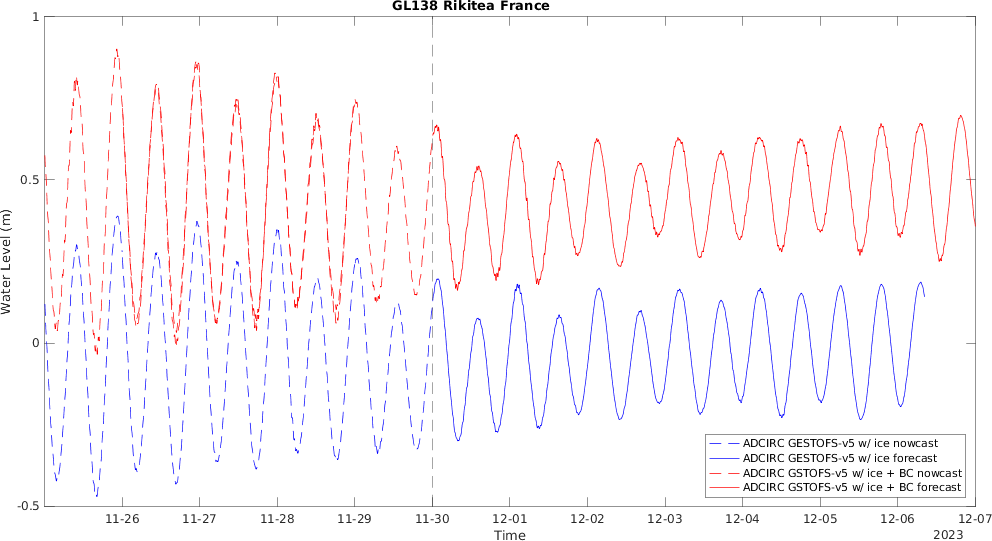 GL138 Rikitea France
1
0.5
0
-0.5
Water Level (m)
11-26
11-27
11-28
11-29
11-30
12-01
12-02
12-03
12-04
12-05
12-06
12-07
Time
2023
ADCIRC GESTOFS-v5 w/ ice nowcast
ADCIRC GESTOFS-v5 w/ ice forecast
ADCIRC GSTOFS-v5 w/ ice + BC nowcast
ADCIRC GSTOFS-v5 w/ ice + BC forecast